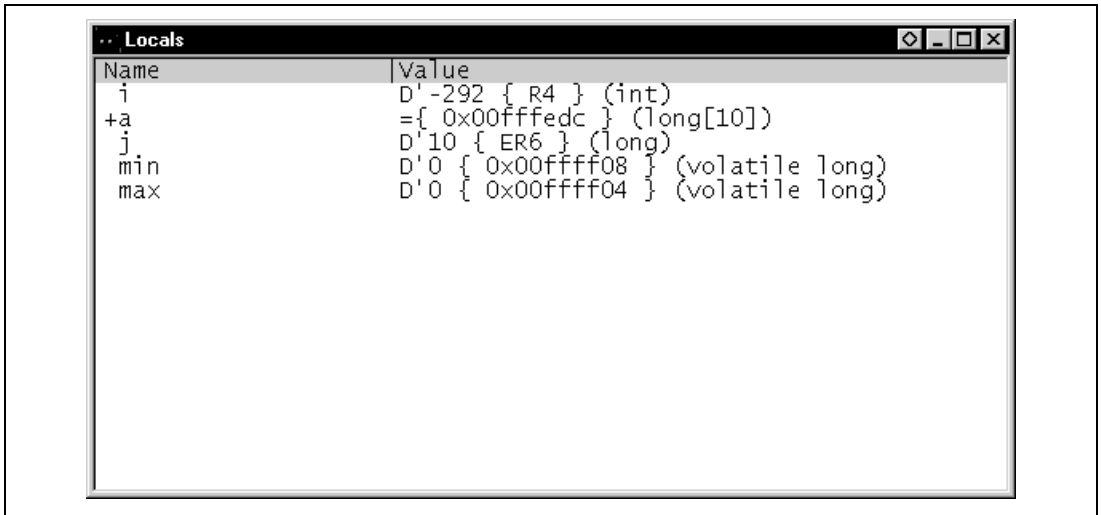 Locals
Name Value
i D'-292 { R4 } (int)
+a ={ 0x00fffedc } (long[10])
j D'10 { ER6 } (long)
min D'0 { 0x00ffff08 } (volatile long)
max D'0 { 0x00ffff04 } (volatile long)